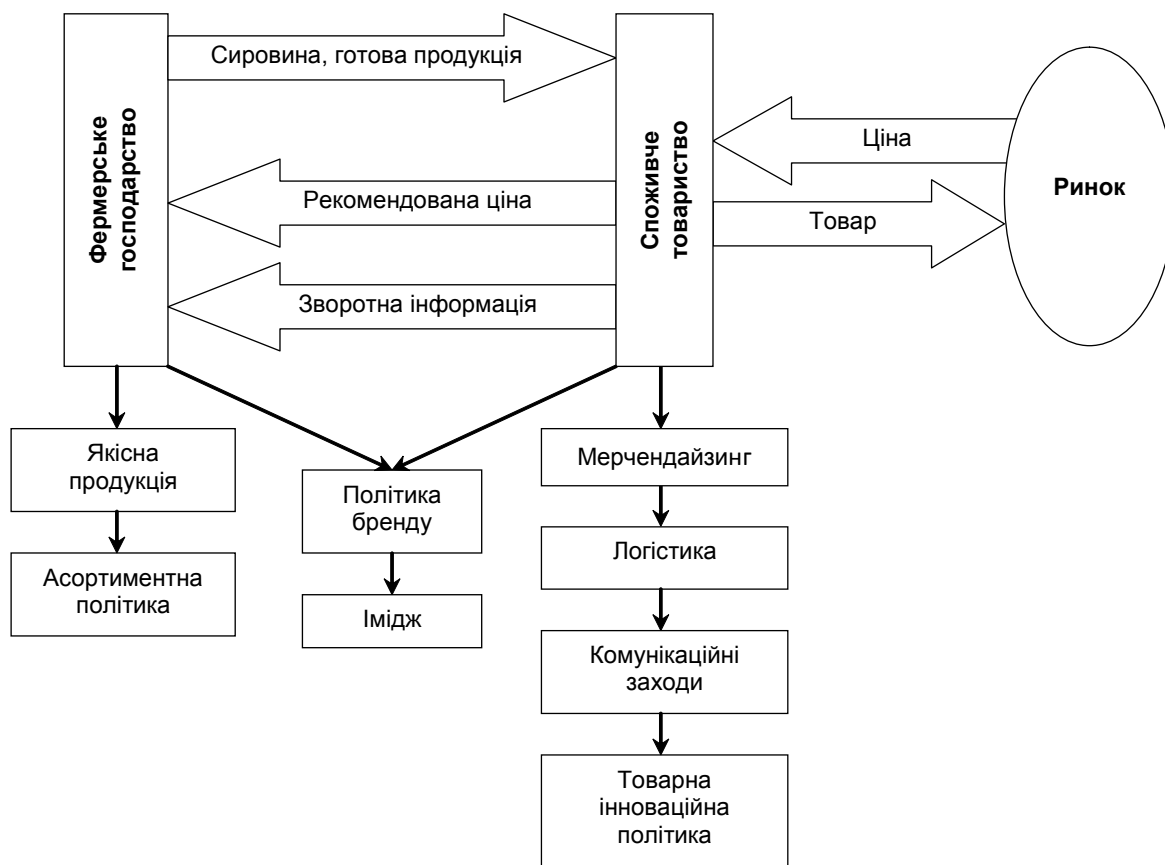 Сировина, готова продукція
Фермерське
господарство
Споживче
товариство
Ціна
Ринок
Рекомендована ціна
Товар
Зворотна інформація
Якісна
продукція
Асортиментна
політика
Політика
бренду
Імідж
Мерчендайзинг
Логістика
Комунікаційні
заходи
Товарна
інноваційна
політика